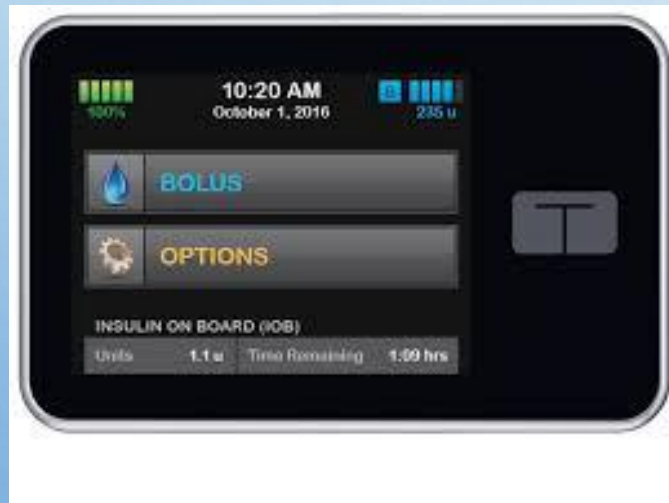 100%
10:20 AM
October 1, 2016
B
235 u
BOLUS
OPTIONS
INSULIN ON BOARD (IOB)
Units 1.1 u Time Remaining 1:09 hrs